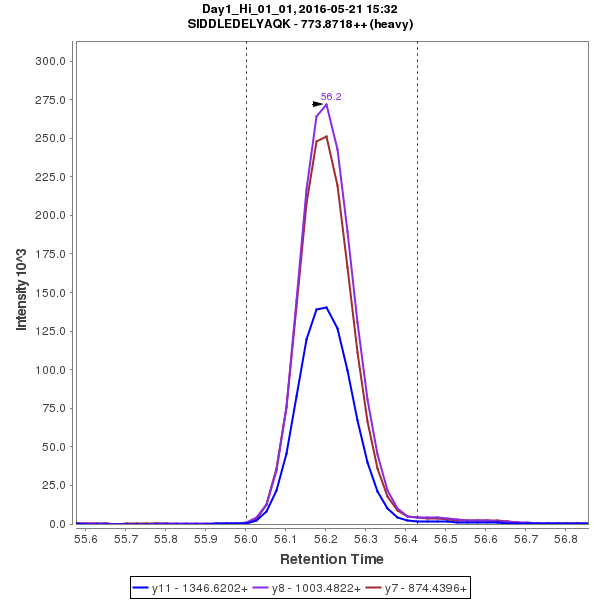 Day1_Hi_01_01, 2016-05-21 15:32
SIDDLEDELYAQK - 773.8718++ (heavy)
300.0
275.0
250.0
225.0
200.0
175.0
150.0
125.0
100.0
75.0
50.0
25.0
0.0
Intensity 10^3
56.2
55.6 55.7 55.8 55.9 56.0 56.1 56.2 56.3 56.4 56.5 56.6 56.7 56.8
Retention Time
y11 - 1346.6202+ y8 - 1003.4822+ y7 - 874.4396+